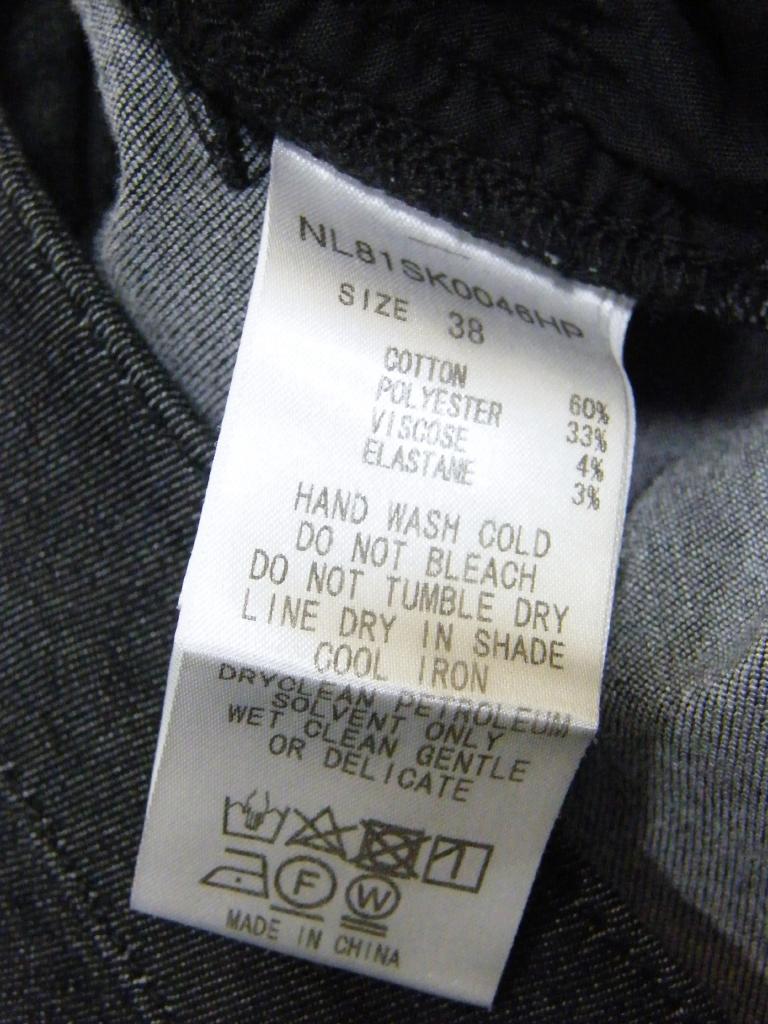 NL81SK0046HP
SIZE 38
COTTON 60%
POLYESTER 33%
VISCOSE 4%
ELASTANE 3%
HAND WASH COLD
DO NOT BLEACH
DO NOT TUMBLE DRY
LINE DRY IN SHADE
COOL IRON
DRYCLEAN PETROLEUM
SOLVENT ONLY
WET CLEAN GENTLE
OR DELICATE
F W
MADE IN CHINA